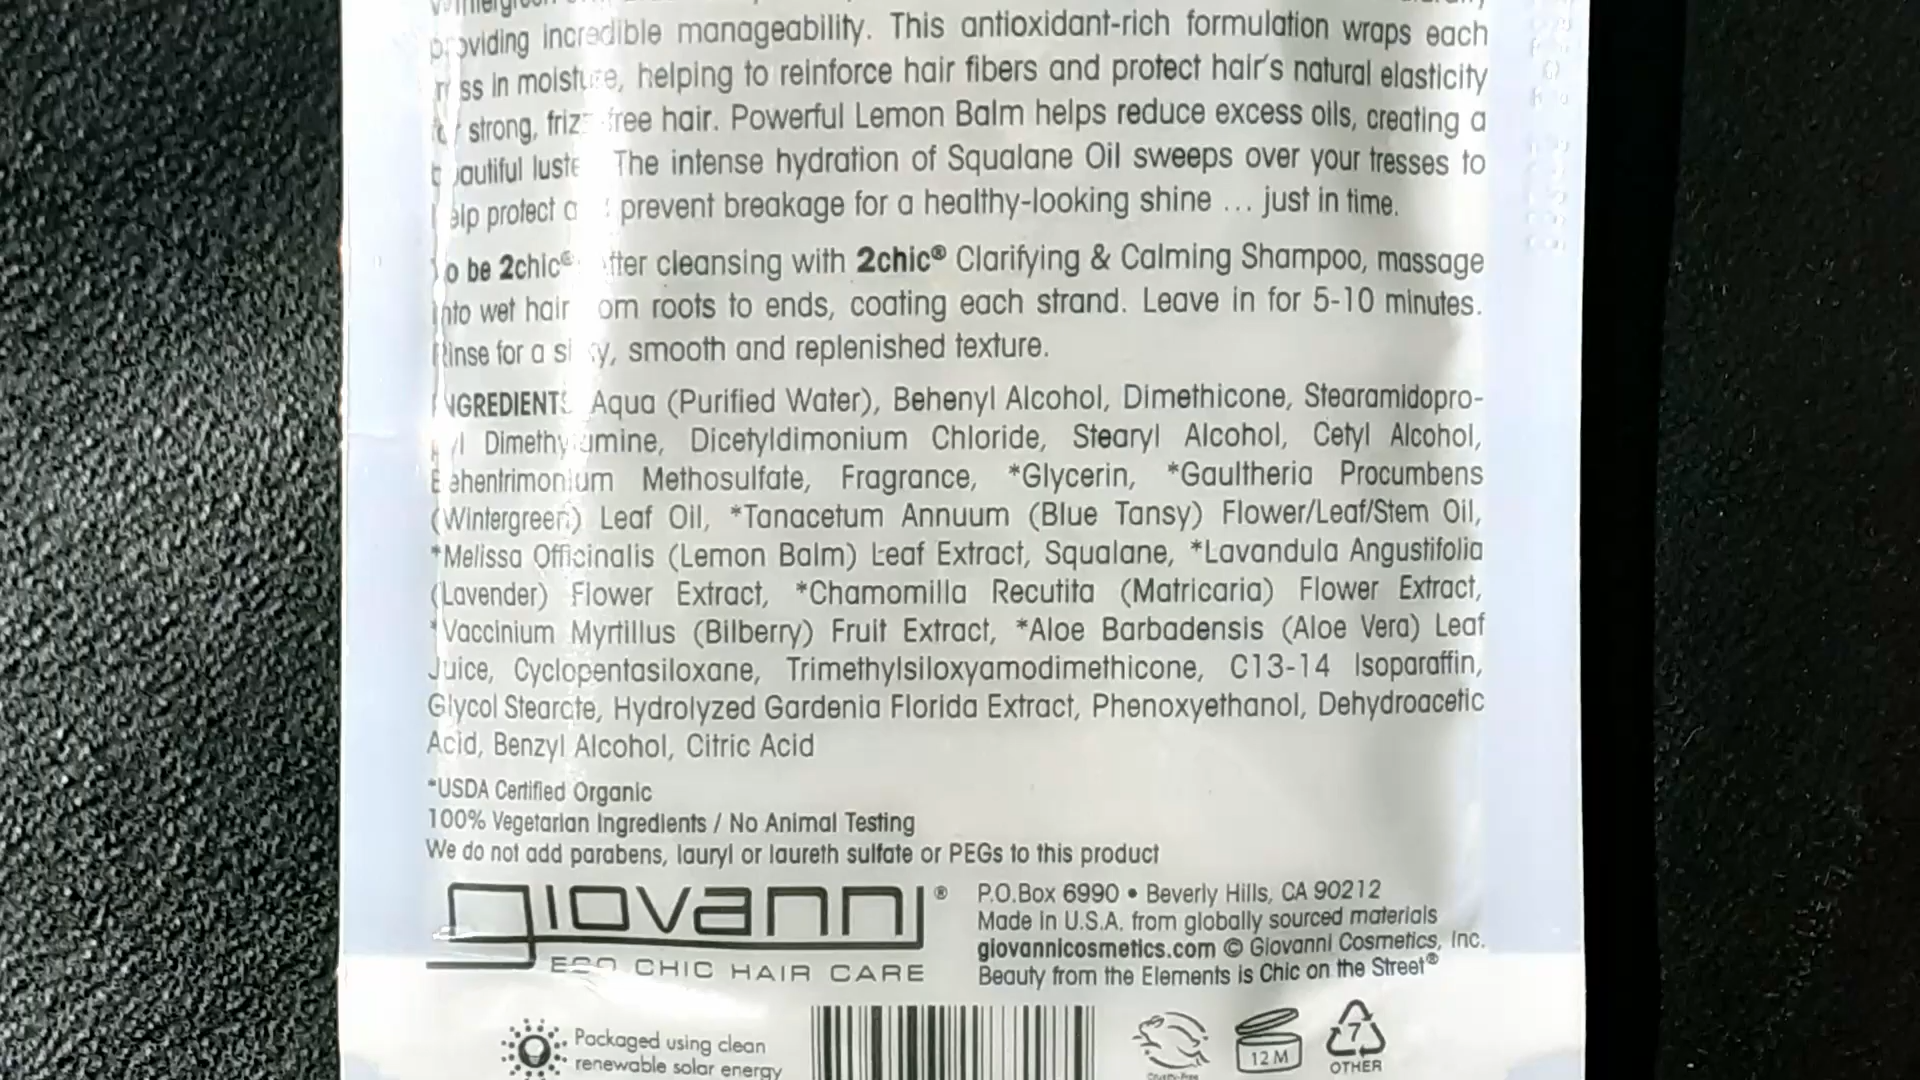 providing incredible manageability. This antioxidant-rich formulation wraps each
in moisture, helping to reinforce hair fibers and protect hair's natural elasticity
strong, frizz-free hair. Powerful Lemon Balm helps reduce excess oils, creating a
beautiful The intense hydration of Squalane Oil sweeps over your tresses to
help protect prevent breakage for a healthy-looking shine ... just in time.
To be 2chic® After cleansing with 2chic® Clarifying & Calming Shampoo, massage
into wet hair from roots to ends, coating each strand. Leave in for 5-10 minutes.
Rinse for a silky, smooth and replenished texture.
INGREDIENTS Aqua (Purified Water), Behenyl Alcohol, Dimethicone, Stearamidopro-
pyl Dimethylamine, Dicetyldimonium Chloride, Stearyl Alcohol, Cetyl Alcohol,
Behentrimonium Methosulfate, Fragrance, *Glycerin, *Gaultheria Procumbens
(Wintergreen) Leaf Oil, *Tanacetum Annuum (Blue Tansy) Flower/Leaf/Stem Oil,
*Melissa Officinalis (Lemon Balm) Leaf Extract, Squalane, *Lavandula Angustifolia
(Lavender) Flower Extract, *Chamomilla Recutita (Matricaria) Flower Extract,
*Vaccinium Myrtillus (Bilberry) Fruit Extract, *Aloe Barbadensis (Aloe Vera) Leaf
Juice, Cyclopentasiloxane, Trimethylsiloxyamodimethicone, C13-14 Isoparaffin,
Glycol Stearate, Hydrolyzed Gardenia Florida Extract, Phenoxyethanol, Dehydroacetic
Acid, Benzyl Alcohol, Citric Acid
*USDA Certified Organic
100% Vegetarian Ingredients / No Animal Testing
We do not add parabens, lauryl or laureth sulfate or PEGs to this product
giovanni®
ECO CHIC HAIR CARE
P.O.Box 6990 • Beverly Hills, CA 90212
Made in U.S.A. from globally sourced materials
giovannicosmetics.com © Giovanni Cosmetics, Inc.
Beauty from the Elements is Chic on the Street®
Packaged using clean
renewable solar energy
Cruelty-Free
12 M
7
OTHER